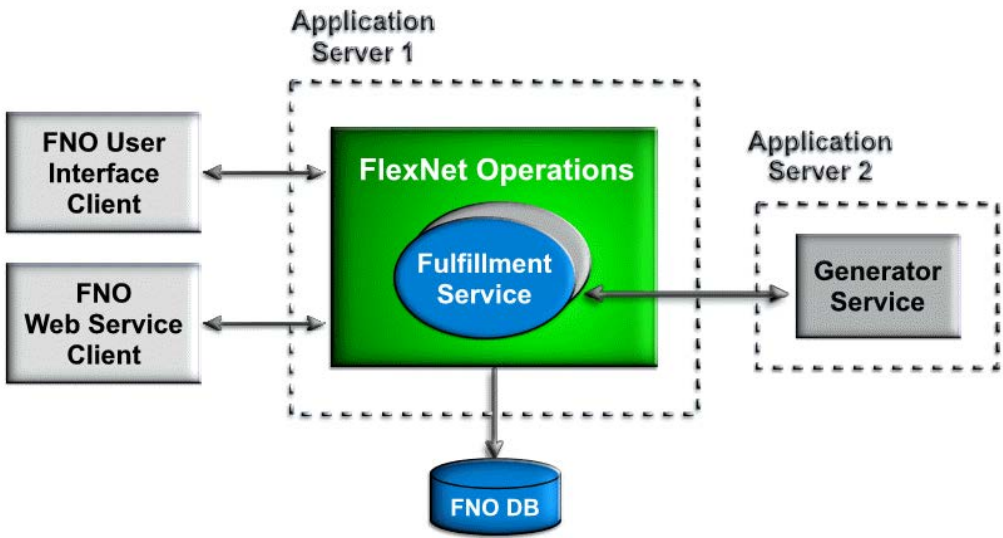 Application
Server 1
FNO User
Interface
Client
FlexNet Operations
Application
Server 2
Fulfillment
Service
Generator
Service
FNO
Web Service
Client
FNO DB